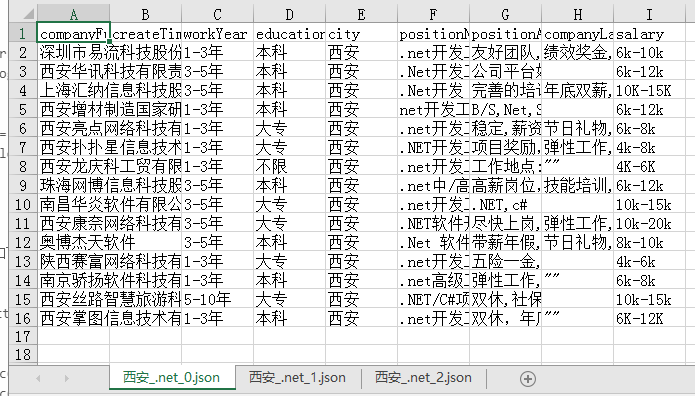 A B C D E F G H I
1 companyF createTim workYear education city positionN positionA companyLa salary
2 深圳市易流科技股份 1-3年 本科 西安 .net开发工 友好团队, 绩效奖金, 6k-10k
3 西安华讯科技有限责 3-5年 本科 西安 .Net开发 公司平台好 6k-12k
4 上海汇纳信息科技股 3-5年 本科 西安 .net开发 完善的培训 年底双薪, 10K-15K
5 西安增材制造国家研 1-3年 本科 西安 net开发工 B/S,Net,S 6k-12k
6 西安亮点网络科技有 1-3年 大专 西安 .net开发工 稳定,薪资 节日礼物, 6k-8k
7 西安扑扑星信息技术 1-3年 大专 西安 .NET开发工 项目奖励, 弹性工作, 4k-8k
8 西安龙庆科工贸有限 1-3年 不限 西安 .net开发工 工作地点: "" 4K-6K
9 珠海网博信息科技股 3-5年 本科 西安 .net中/高 高薪岗位, 技能培训, 6k-12k
10 南昌华炎软件有限公 3-5年 大专 西安 .net开发工 .NET,c# 10k-15k
11 西安康奈网络科技有 3-5年 大专 西安 .NET软件开 尽快上岗, 弹性工作, 10k-20k
12 奥博杰天软件 3-5年 本科 西安 .Net 软件 带薪年假, 节日礼物, 8k-10k
13 陕西赛富网络科技有 1-3年 大专 西安 .net开发工 五险一金, 4k-6k
14 南京骄扬软件科技有 1-3年 本科 西安 .net高级工 弹性工作, "" 6k-8k
15 西安丝路智慧旅游科 5-10年 大专 西安 .NET/C#项 双休,社保 10k-15k
16 西安掌图信息技术有 1-3年 本科 西安 .net开发工 双休，年 "" 6K-12K
17
18
西安_.net_0.json 西安_.net_1.json 西安_.net_2.json